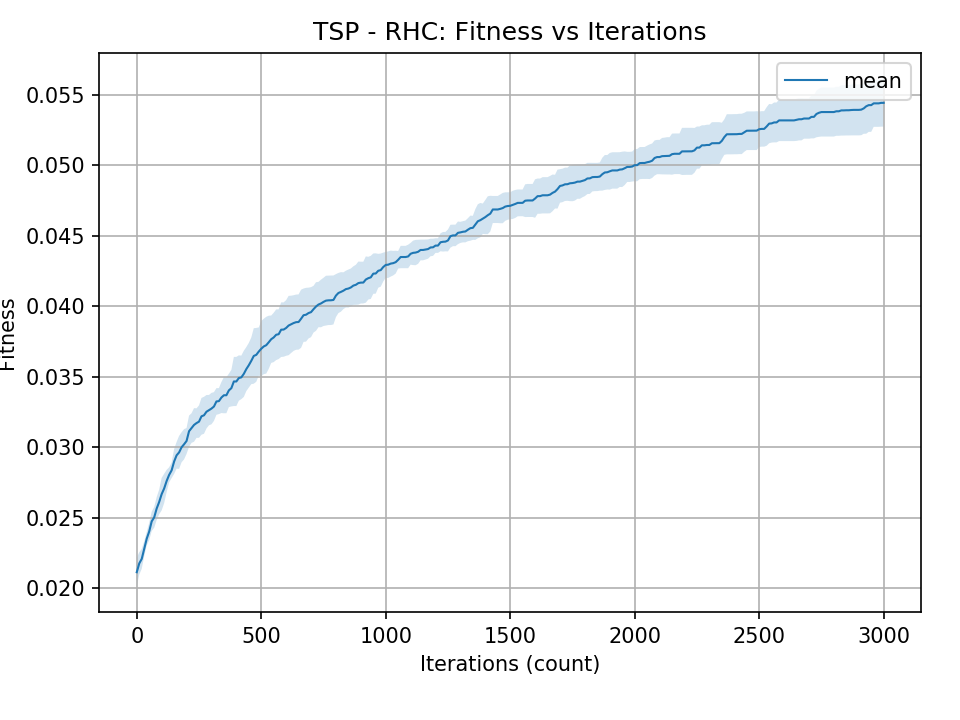 TSP - RHC: Fitness vs Iterations
mean
Fitness
0.055
0.050
0.045
0.040
0.035
0.030
0.025
0.020
0 500 1000 1500 2000 2500 3000
Iterations (count)